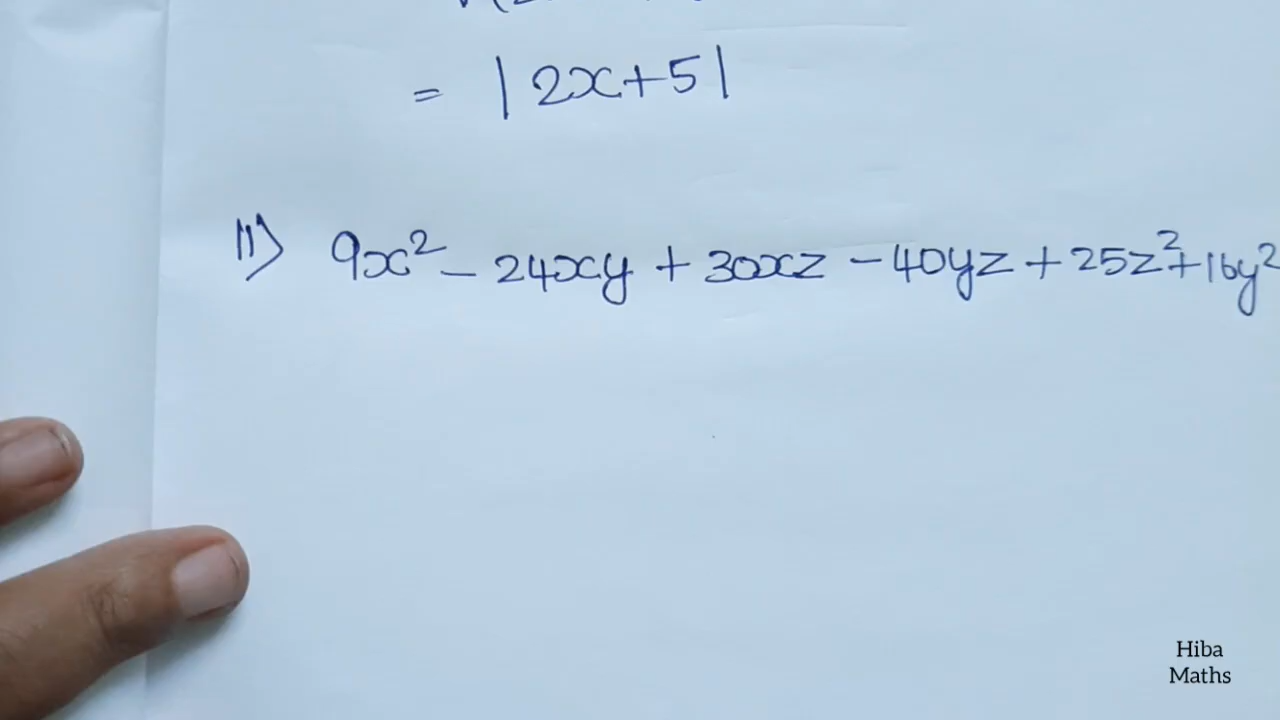 = |2x+5|
11) 9x² - 24xy + 30xz - 40yz + 25z² + 16y²
Hiba
Maths